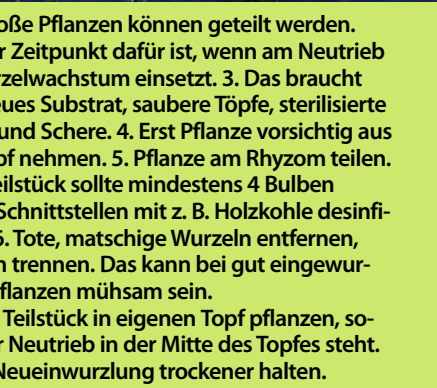 oße Pflanzen können geteilt werden.
r Zeitpunkt dafür ist, wenn am Neutrieb
rzelwachstum einsetzt. 3. Das braucht
eues Substrat, saubere Töpfe, sterilisierte
und Schere. 4. Erst Pflanze vorsichtig aus
pf nehmen. 5. Pflanze am Rhyzom teilen.
eilstück sollte mindestens 4 Bulben
Schnittstellen mit z. B. Holzkohle desinfi-
6. Tote, matschige Wurzeln entfernen,
n trennen. Das kann bei gut eingewur-
flanzen mühsam sein.
Teilstück in eigenen Topf pflanzen, so-
r Neutrieb in der Mitte des Topfes steht.
Neueinwurzlung trockener halten.